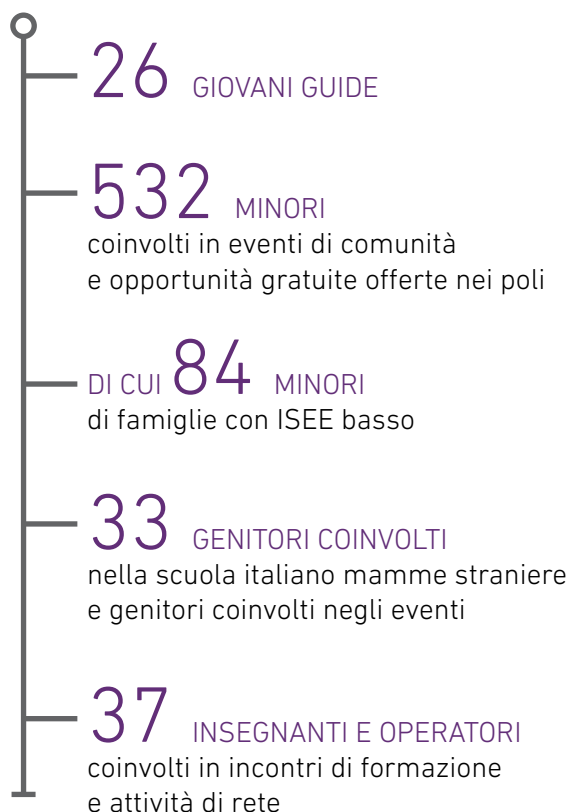 26 GIOVANI GUIDE
532 MINORI
coinvolti in eventi di comunità
e opportunità gratuite offerte nei poli
DI CUI 84 MINORI
di famiglie con ISEE basso
33 GENITORI COINVOLTI
nella scuola italiano mamme straniere
e genitori coinvolti negli eventi
37 INSEGNANTI E OPERATORI
coinvolti in incontri di formazione
e attività di rete